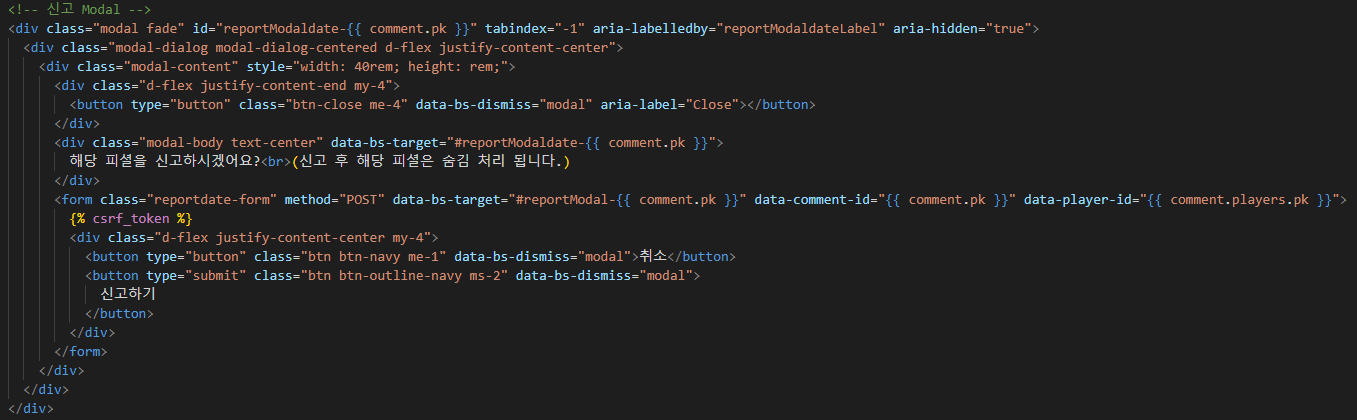 <!-- 신고 Modal -->
<div class="modal fade" id="reportModaldate-{{ comment.pk }}" tabindex="-1" aria-labelledby="reportModaldateLabel" aria-hidden="true">
<div class="modal-dialog modal-dialog-centered d-flex justify-content-center">
<div class="modal-content" style="width: 40rem; height: rem;">
<div class="d-flex justify-content-end my-4">
<button type="button" class="btn-close me-4" data-bs-dismiss="modal" aria-label="Close"></button>
</div>
<div class="modal-body text-center" data-bs-target="#reportModaldate-{{ comment.pk }}">
해당 피셜을 신고하시겠어요?<br>(신고 후 해당 피셜은 숨김 처리 됩니다.)
</div>
<form class="reportdate-form" method="POST" data-bs-target="#reportModal-{{ comment.pk }}" data-comment-id="{{ comment.pk }}" data-player-id="{{ comment.players.pk }}">
{% csrf_token %}
<div class="d-flex justify-content-center my-4">
<button type="button" class="btn btn-navy me-1" data-bs-dismiss="modal">취소</button>
<button type="submit" class="btn btn-outline-navy ms-2" data-bs-dismiss="modal">
신고하기
</button>
</div>
</form>
</div>
</div>
</div>